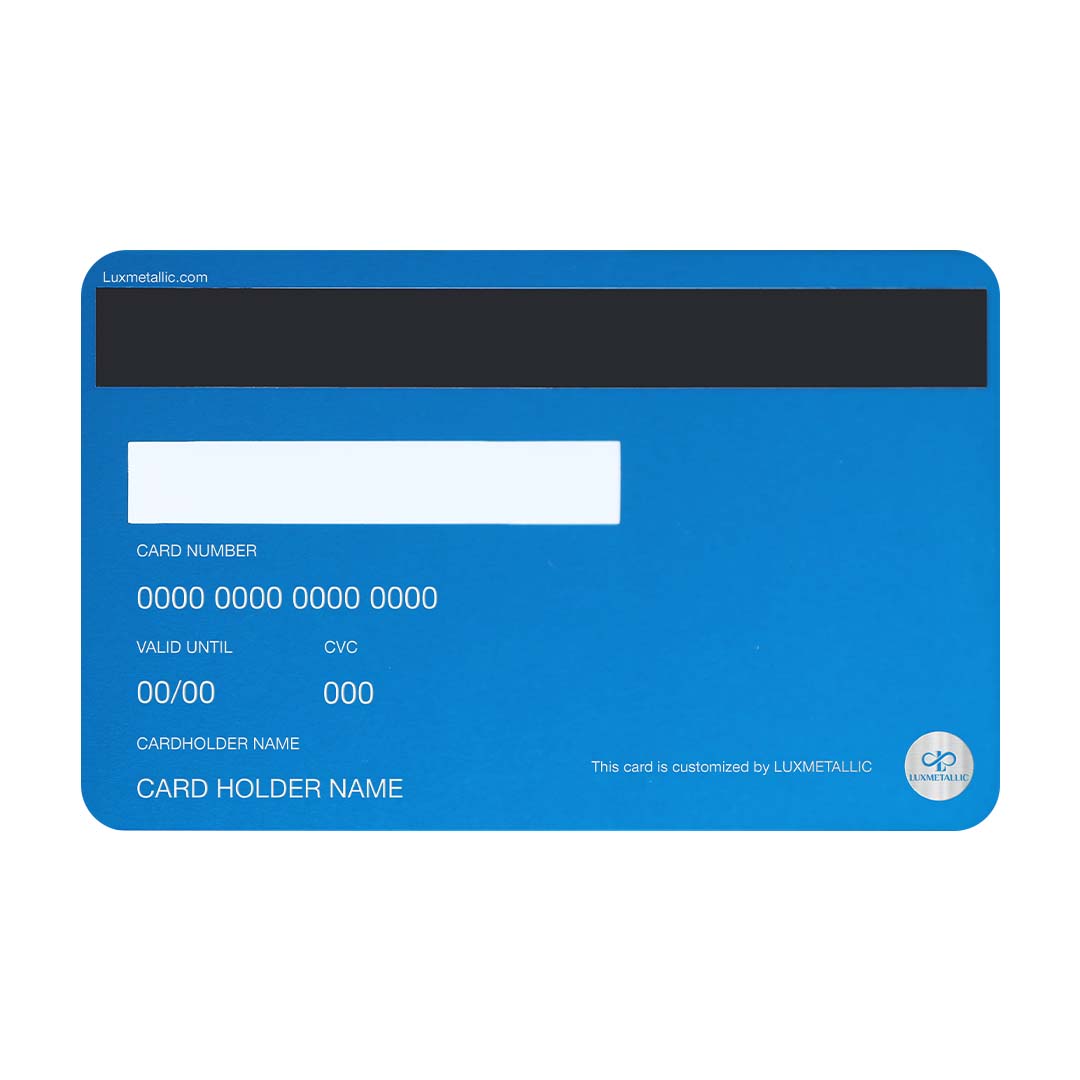 Luxmetallic.com
CARD NUMBER
0000 0000 0000 0000
VALID UNTIL CVC
00/00 000
CARDHOLDER NAME
CARD HOLDER NAME
This card is customized by LUXMETALLIC
LUXMETALLIC